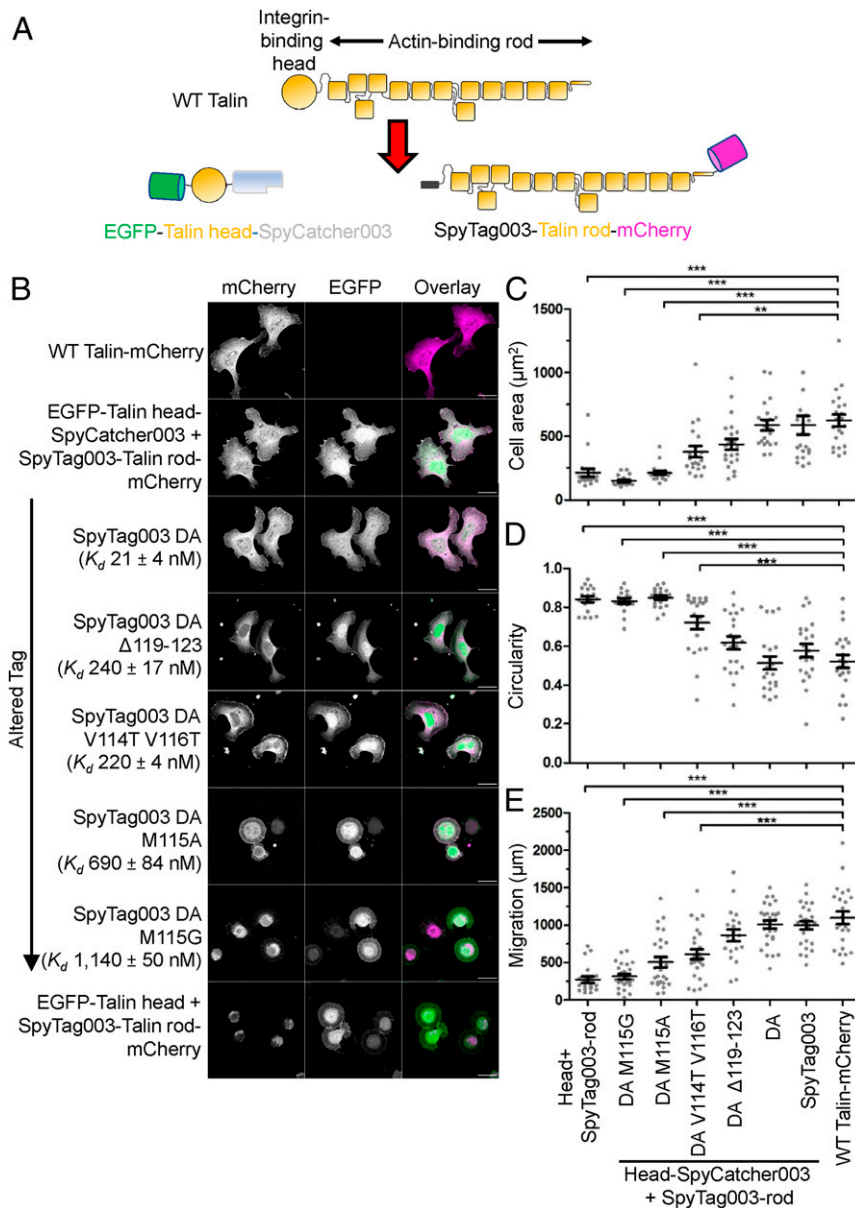 A
Integrin-
binding
head
Actin-binding rod
WT Talin
EGFP-Talin head-SpyCatcher003
SpyTag003-Talin rod-mCherry
B
mCherry
EGFP
Overlay
WT Talin-mCherry
EGFP-Talin head-
SpyCatcher003 +
SpyTag003-Talin rod-
mCherry
Altered Tag
SpyTag003 DA
(Kd 21 ± 4 nM)
SpyTag003 DA
Δ119-123
(Kd 240 ± 17 nM)
SpyTag003 DA
V114T V116T
(Kd 220 ± 4 nM)
SpyTag003 DA
M115A
(Kd 690 ± 84 nM)
SpyTag003 DA
M115G
(Kd 1,140 ± 50 nM)
EGFP-Talin head +
SpyTag003-Talin rod-
mCherry
C
***
***
***
**
Cell area (µm²)
1500
1000
500
0
D
***
***
***
***
Circularity
1.0
0.8
0.6
0.4
0.2
0.0
E
***
***
***
***
Migration (µm)
2500
2000
1500
1000
500
0
Head+
SpyTag003-rod
DA M115G
DA M115A
DA V114T V116T
DA Δ119-123
DA
SpyTag003
WT Talin-mCherry
Head-SpyCatcher003
+ SpyTag003-rod